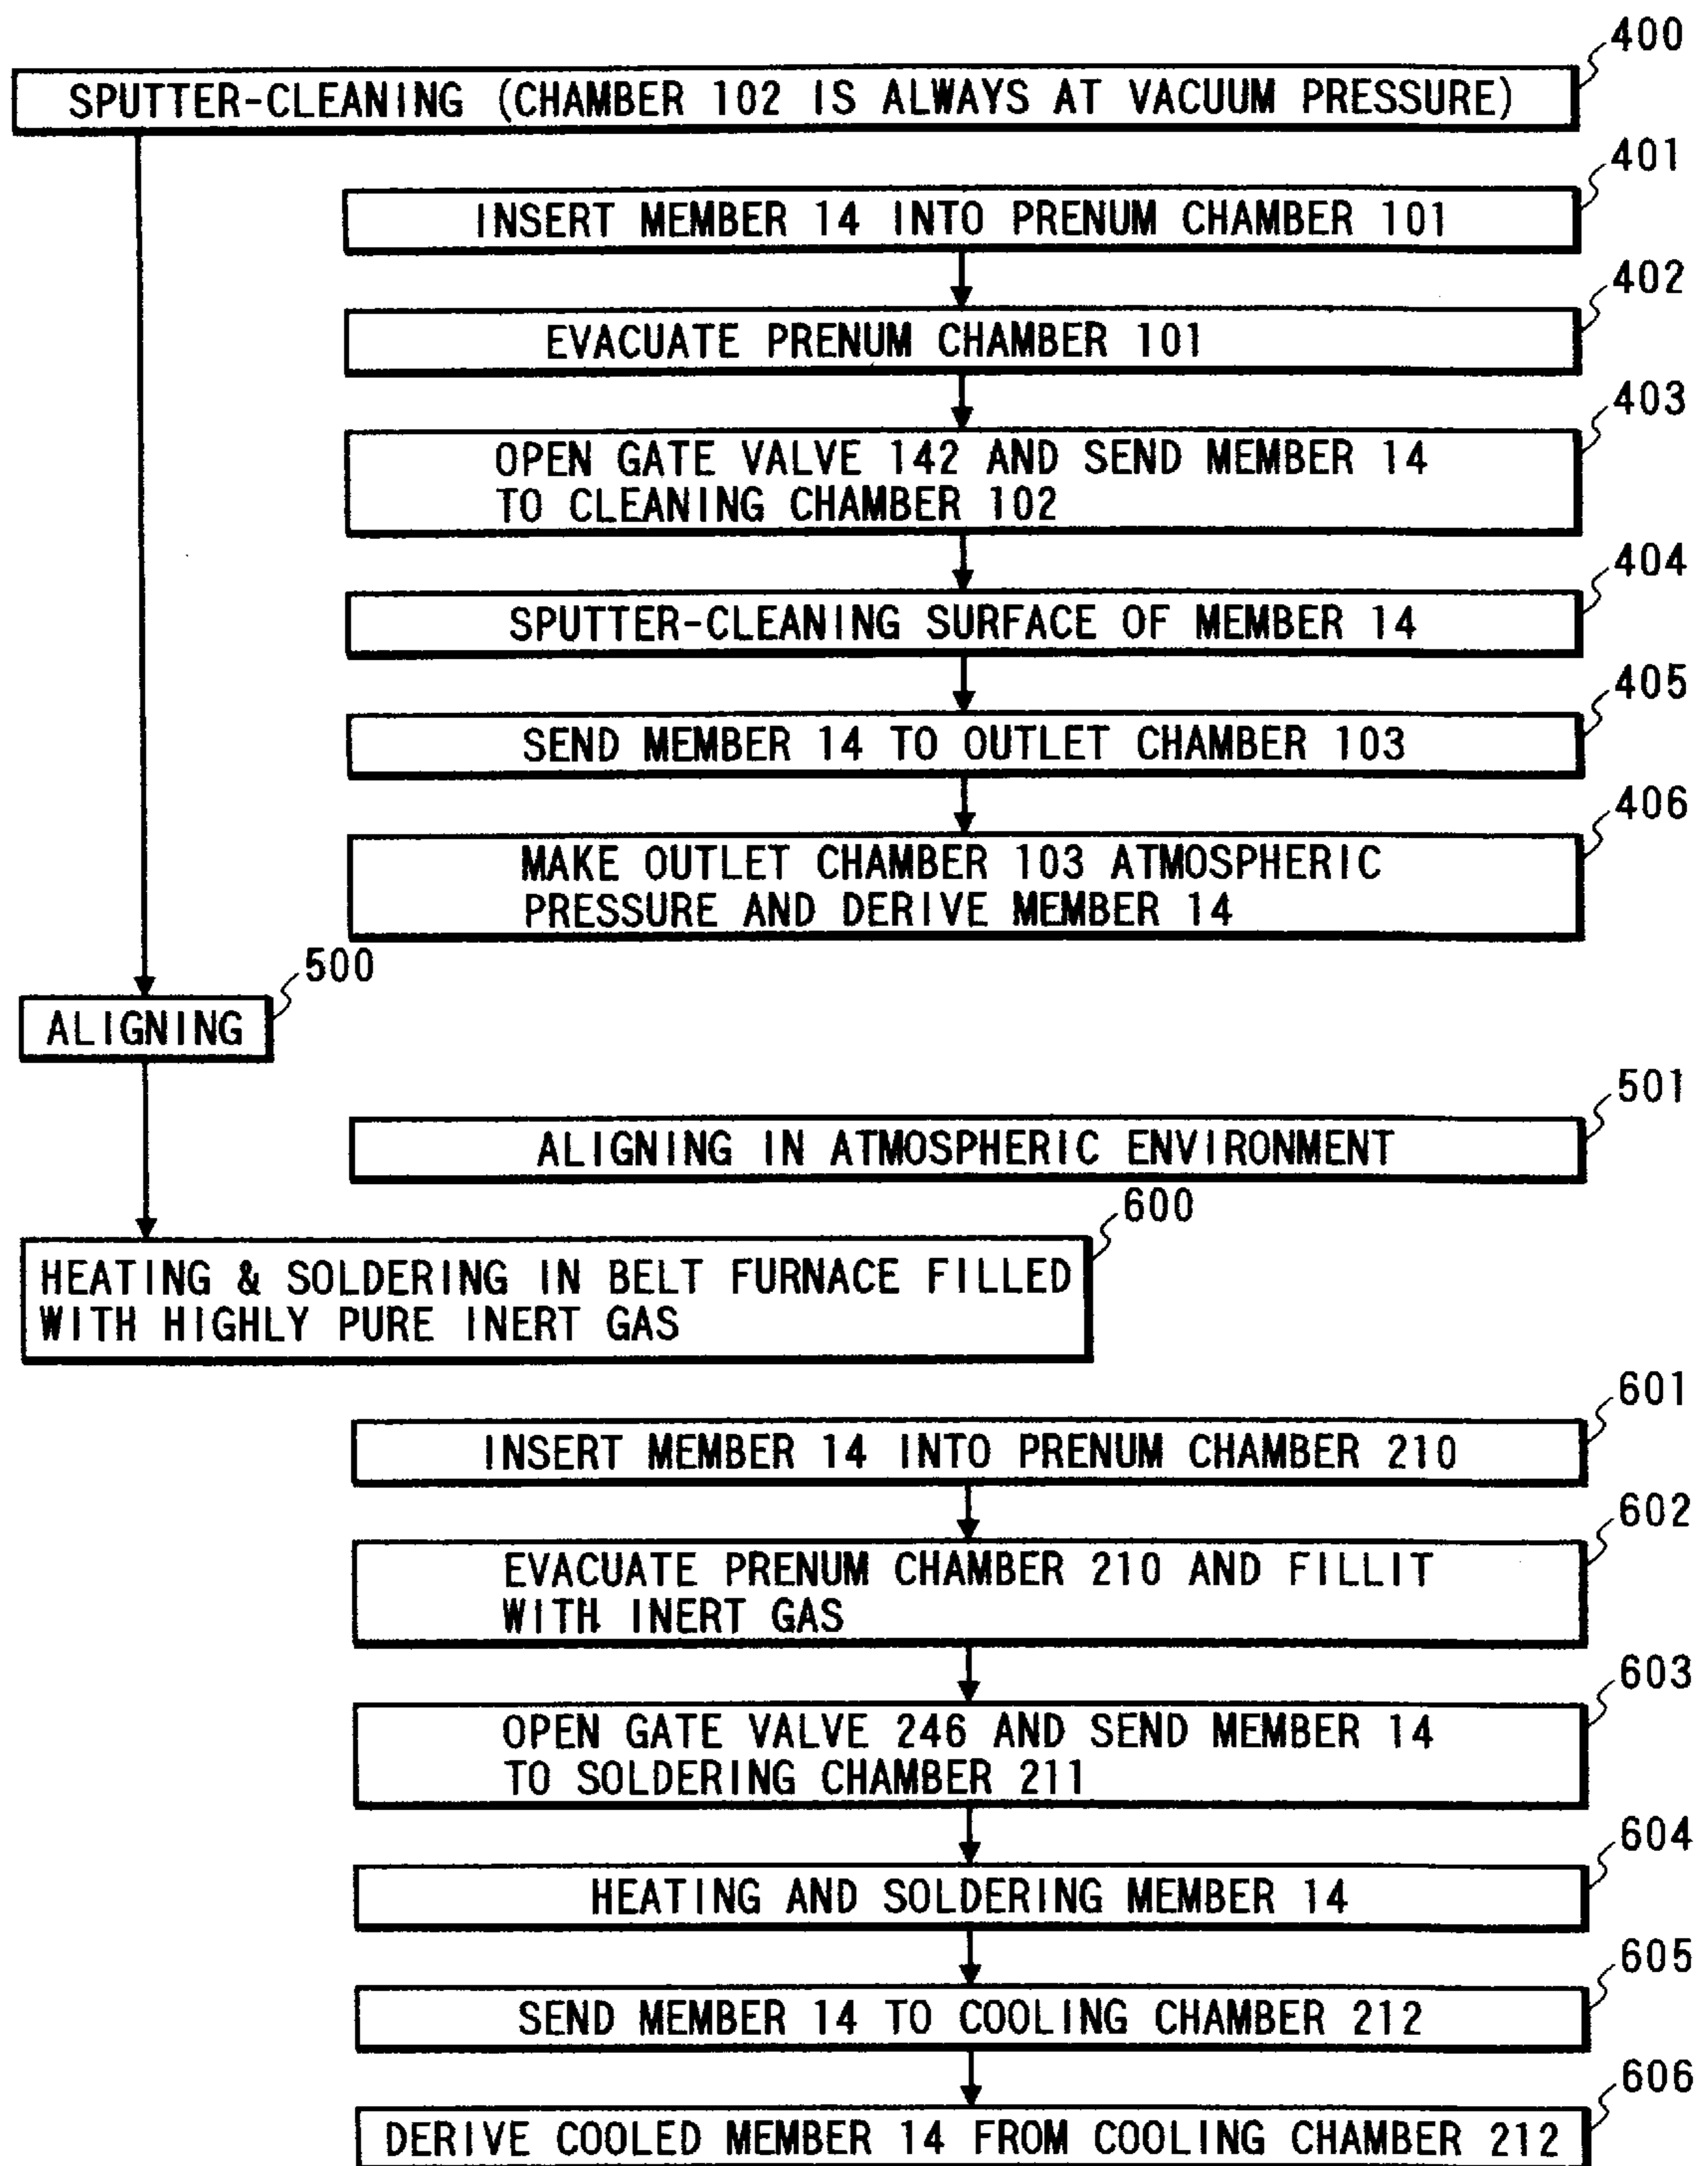 400
SPUTTER-CLEANING (CHAMBER 102 IS ALWAYS AT VACUUM PRESSURE)
401
INSERT MEMBER 14 INTO PRENUM CHAMBER 101
402
EVACUATE PRENUM CHAMBER 101
403
OPEN GATE VALVE 142 AND SEND MEMBER 14
TO CLEANING CHAMBER 102
404
SPUTTER-CLEANING SURFACE OF MEMBER 14
405
SEND MEMBER 14 TO OUTLET CHAMBER 103
406
MAKE OUTLET CHAMBER 103 ATMOSPHERIC
PRESSURE AND DERIVE MEMBER 14
500
ALIGNING
501
ALIGNING IN ATMOSPHERIC ENVIRONMENT
600
HEATING & SOLDERING IN BELT FURNACE FILLED
WITH HIGHLY PURE INERT GAS
601
INSERT MEMBER 14 INTO PRENUM CHAMBER 210
602
EVACUATE PRENUM CHAMBER 210 AND FILLIT
WITH INERT GAS
603
OPEN GATE VALVE 246 AND SEND MEMBER 14
TO SOLDERING CHAMBER 211
604
HEATING AND SOLDERING MEMBER 14
605
SEND MEMBER 14 TO COOLING CHAMBER 212
606
DERIVE COOLED MEMBER 14 FROM COOLING CHAMBER 212